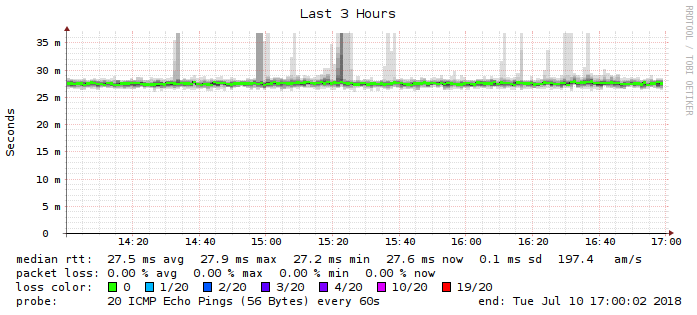 Last 3 Hours
RRDTOOL / TOBI OETIKER
Seconds
35 m
30 m
25 m
20 m
15 m
10 m
5 m
0
14:20 14:40 15:00 15:20 15:40 16:00 16:20 16:40 17:00
median rtt: 27.5 ms avg 27.9 ms max 27.2 ms min 27.6 ms now 0.1 ms sd 197.4 am/s
packet loss: 0.00 % avg 0.00 % max 0.00 % min 0.00 % now
loss color: 0 1/20 2/20 3/20 4/20 10/20 19/20
probe: 20 ICMP Echo Pings (56 Bytes) every 60s end: Tue Jul 10 17:00:02 2018